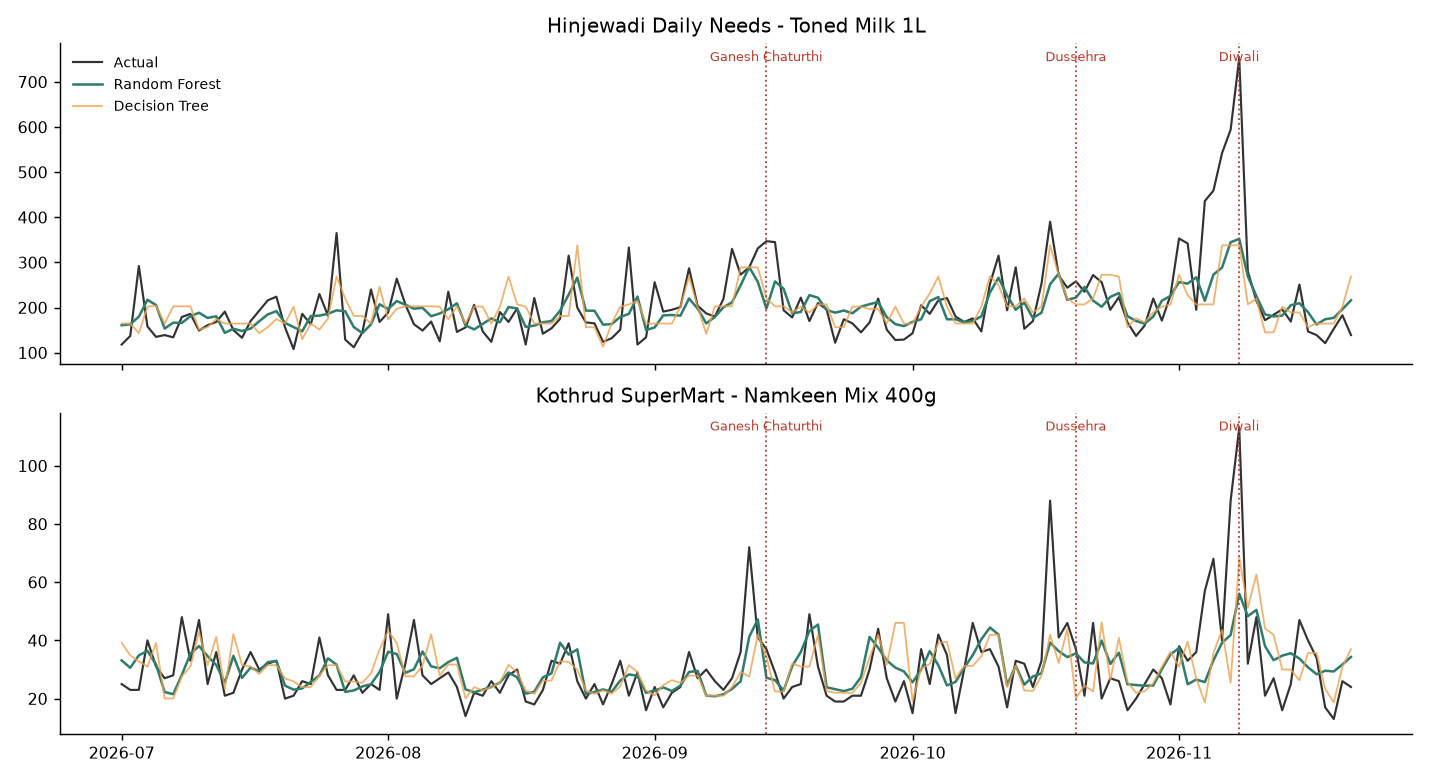 Hinjewadi Daily Needs - Toned Milk 1L
Ganesh Chaturthi Dussehra Diwali
Actual
Random Forest
Decision Tree
700
600
500
400
300
200
100
Kothrud SuperMart - Namkeen Mix 400g
Ganesh Chaturthi Dussehra Diwali
100
80
60
40
20
2026-07 2026-08 2026-09 2026-10 2026-11